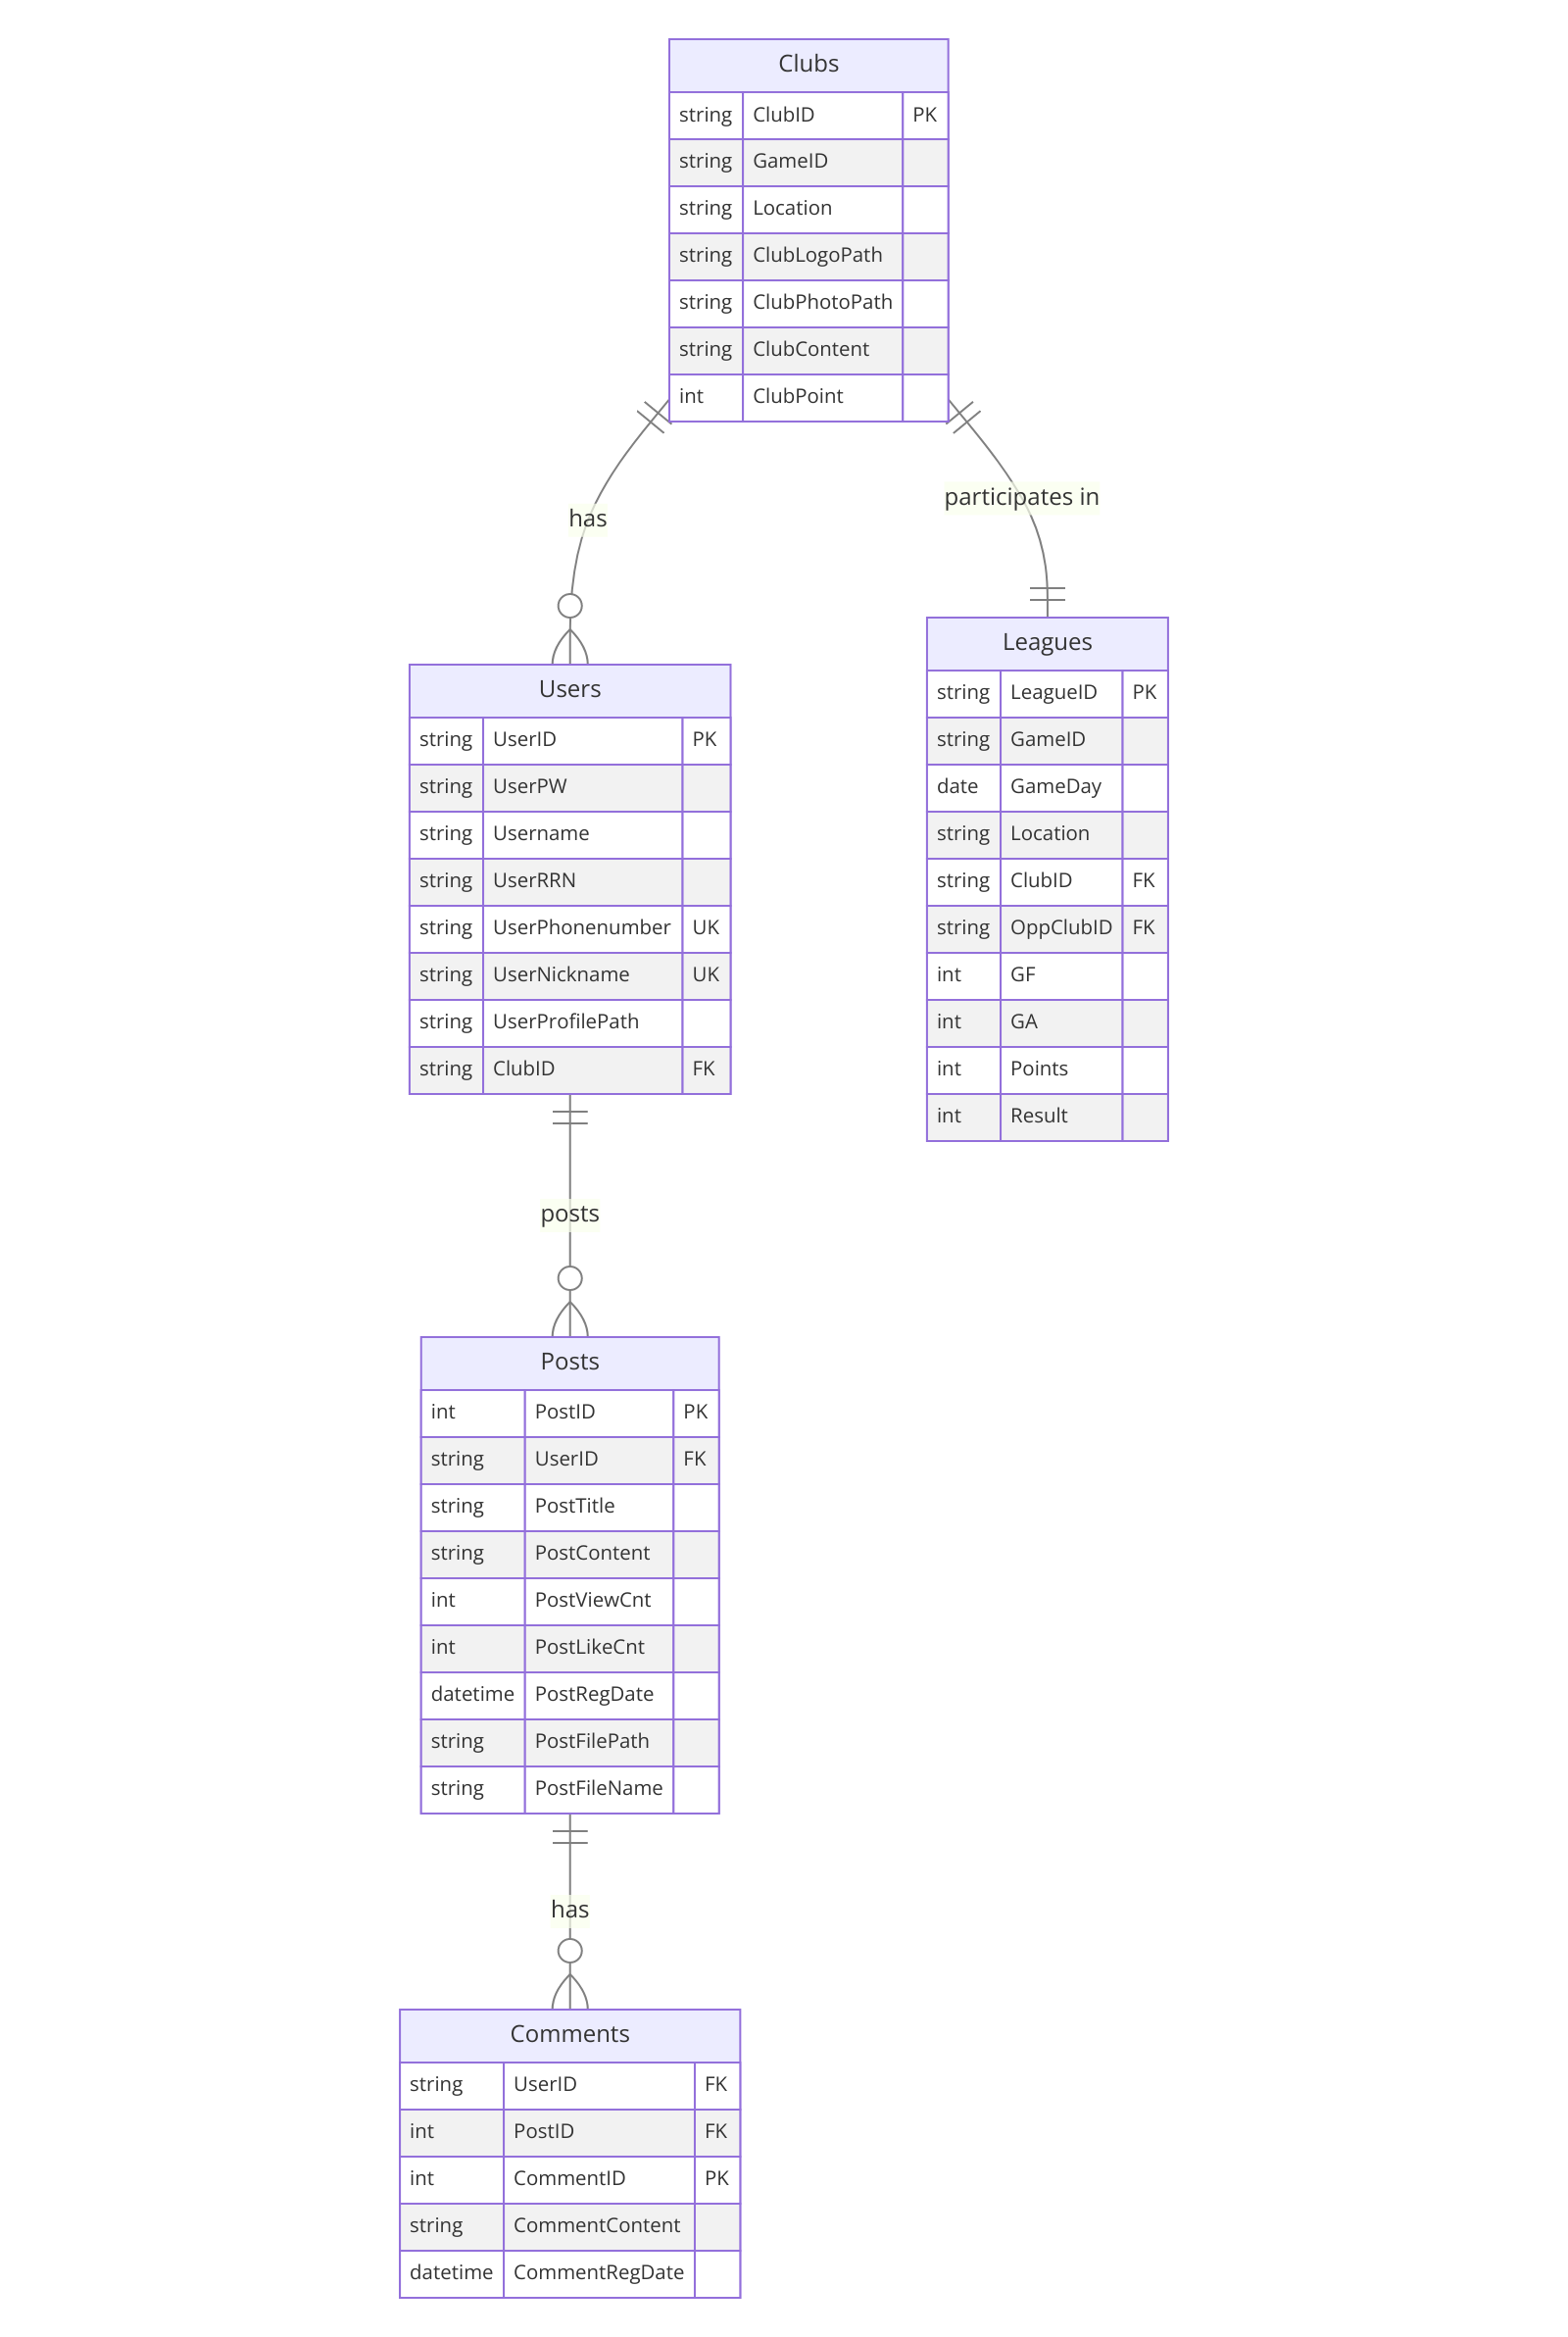 Clubs
string ClubID PK
string GameID
string Location
string ClubLogoPath
string ClubPhotoPath
string ClubContent
int ClubPoint
has
participates in
Users
string UserID PK
string UserPW
string Username
string UserRRN
string UserPhonenumber UK
string UserNickname UK
string UserProfilePath
string ClubID FK
Leagues
string LeagueID PK
string GameID
date GameDay
string Location
string ClubID FK
string OppClubID FK
int GF
int GA
int Points
int Result
posts
Posts
int PostID PK
string UserID FK
string PostTitle
string PostContent
int PostViewCnt
int PostLikeCnt
datetime PostRegDate
string PostFilePath
string PostFileName
has
Comments
string UserID FK
int PostID FK
int CommentID PK
string CommentContent
datetime CommentRegDate